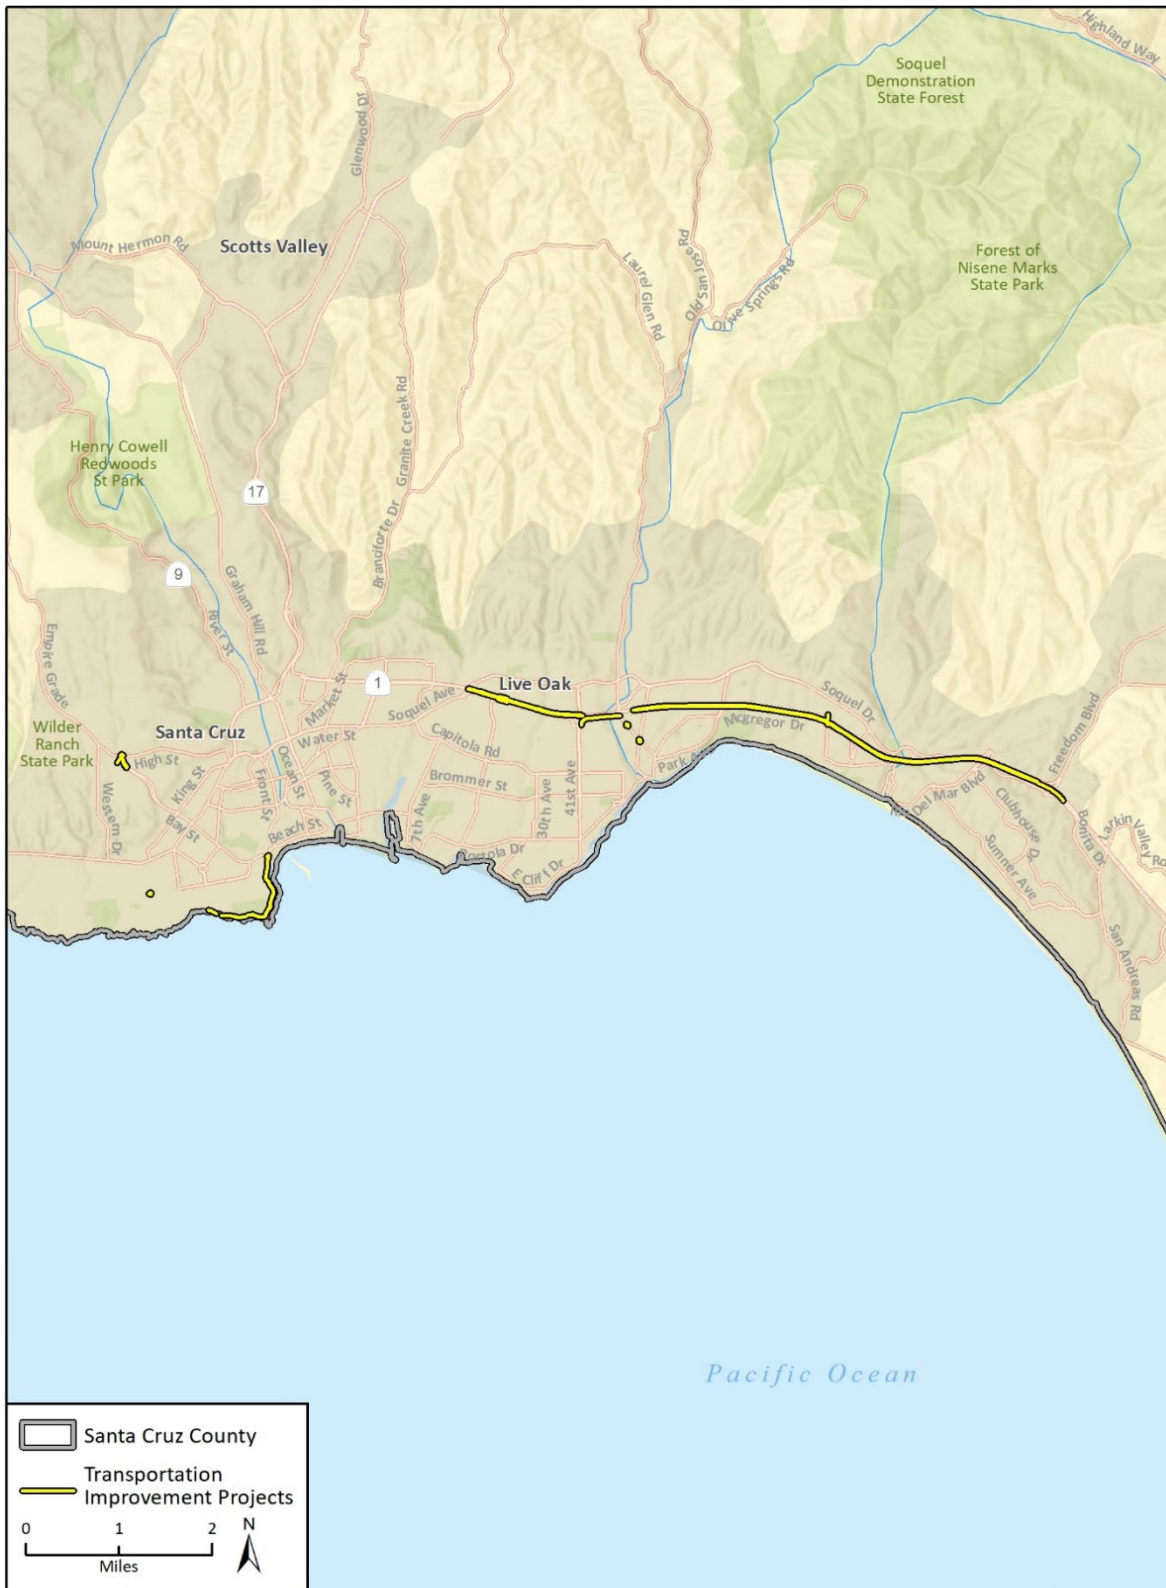 Highland Way
Soquel
Demonstration
State Forest
Glenwood Dr
Mount Hermon Rd
Scotts Valley
Old San Jose Rd
Laurel Glen Rd
Olive Springs Rd
Forest of
Nisene Marks
State Park
Henry Cowell
Redwoods
St Park
17
Granite Creek Rd
Branciforte Dr
9
Graham Hill Rd
River St
Empire Grade
Market St
1
Soquel Ave
Live Oak
Soquel Dr
Freedom Blvd
Wilder
Ranch
State Park
Santa Cruz
High St
Water St
Capitola Rd
Mcgregor Dr
Park Ave
King St
Ocean St
Front St
Pine St
Brommer St
30th Ave
41st Ave
7th Ave
Western Dr
Bay St
Beach St
Portola Dr
E Cliff Dr
Del Mar Blvd
Clubhouse Dr
Sumner Ave
Bonita Dr
Larkin Valley Rd
San Andreas Rd
Pacific Ocean
Santa Cruz County
Transportation
Improvement Projects
0 1 2
Miles
N